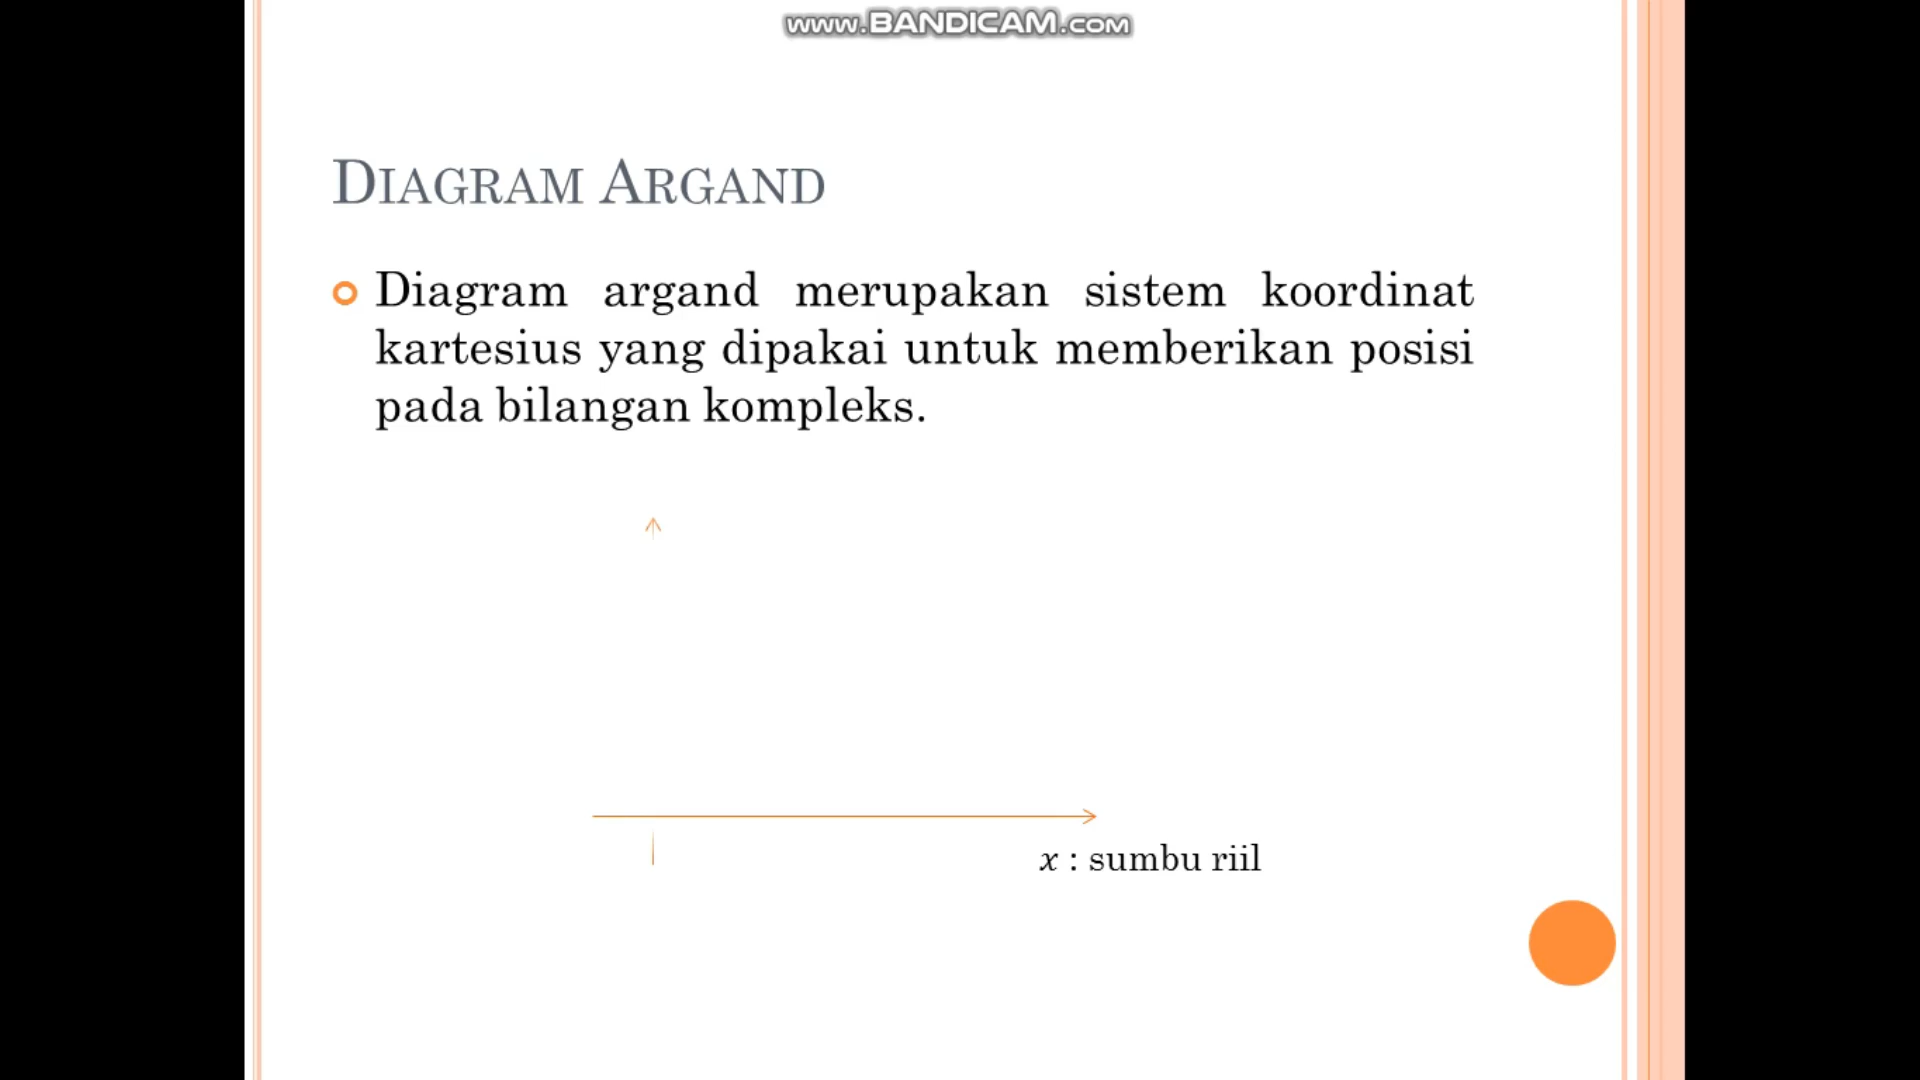 www.BANDICAM.com
DIAGRAM ARGAND
Diagram argand merupakan sistem koordinat
kartesius yang dipakai untuk memberikan posisi
pada bilangan kompleks.
x : sumbu riil